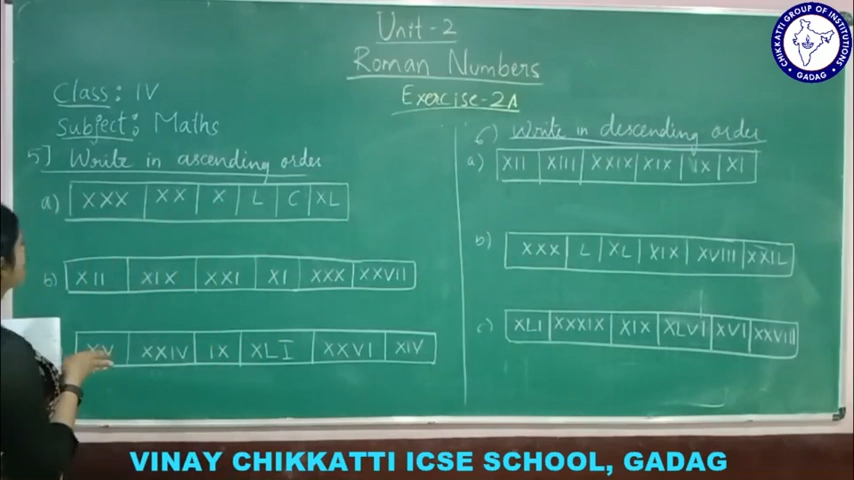 Unit - 2
Roman Numbers
Exercise - 2A
Class: IV
Subject: Maths
5] Write in ascending order
a) XXX XX X L C XL
b) XII XIX XXI XI XXX XXVII
XV XXIV IX XLI XXVI XIV
6) Write in descending order
a) XII XIII XXIX XIX IX XI
b) XXX L XL XIX XVIII XXIL
c) XLI XXXIX XIX XLVI XVI XXVIII
CHIKKATTI GROUP OF INSTITUTIONS
GADAG
VINAY CHIKKATTI ICSE SCHOOL, GADAG